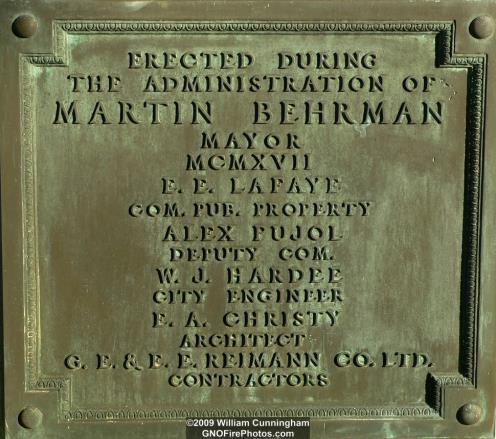 ERECTED DURING
THE ADMINISTRATION OF
MARTIN BEHRMAN
MAYOR
MCMXVII
E. E. LAFAYE
COM. PUB. PROPERTY
ALEX PUJOL
DEPUTY COM.
W. J. HARDEE
CITY ENGINEER
E. A. CHRISTY
ARCHITECT
G. E. & E. E. REIMANN CO. LTD.
CONTRACTORS
©2009 William Cunningham
GNOFirePhotos.com